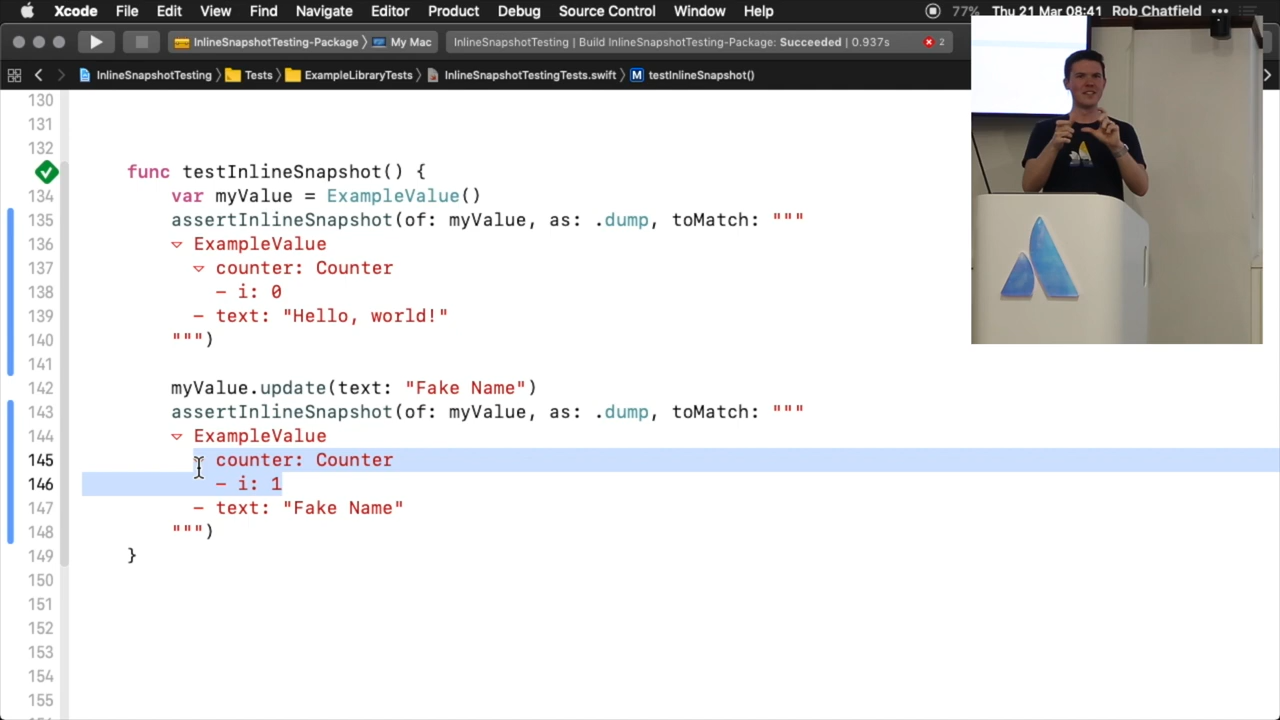 Xcode File Edit View Find Navigate Editor Product Debug Source Control Window Help 77% Thu 21 Mar 08:41 Rob Chatfield
InlineSnapshotTesting-Package 〉 My Mac InlineSnapshotTesting | Build InlineSnapshotTesting-Package: Succeeded | 0.937s 2
InlineSnapshotTesting 〉 Tests 〉 ExampleLibraryTests 〉 InlineSnapshotTestingTests.swift 〉 M testInlineSnapshot()
130
131
132
func testInlineSnapshot() {
134 var myValue = ExampleValue()
135 assertInlineSnapshot(of: myValue, as: .dump, toMatch: """
136 ▿ ExampleValue
137 ▿ counter: Counter
138 - i: 0
139 - text: "Hello, world!"
140 """)
141
142 myValue.update(text: "Fake Name")
143 assertInlineSnapshot(of: myValue, as: .dump, toMatch: """
144 ▿ ExampleValue
145 counter: Counter
146 - i: 1
147 - text: "Fake Name"
148 """)
149 }
150
151
152
153
154
155